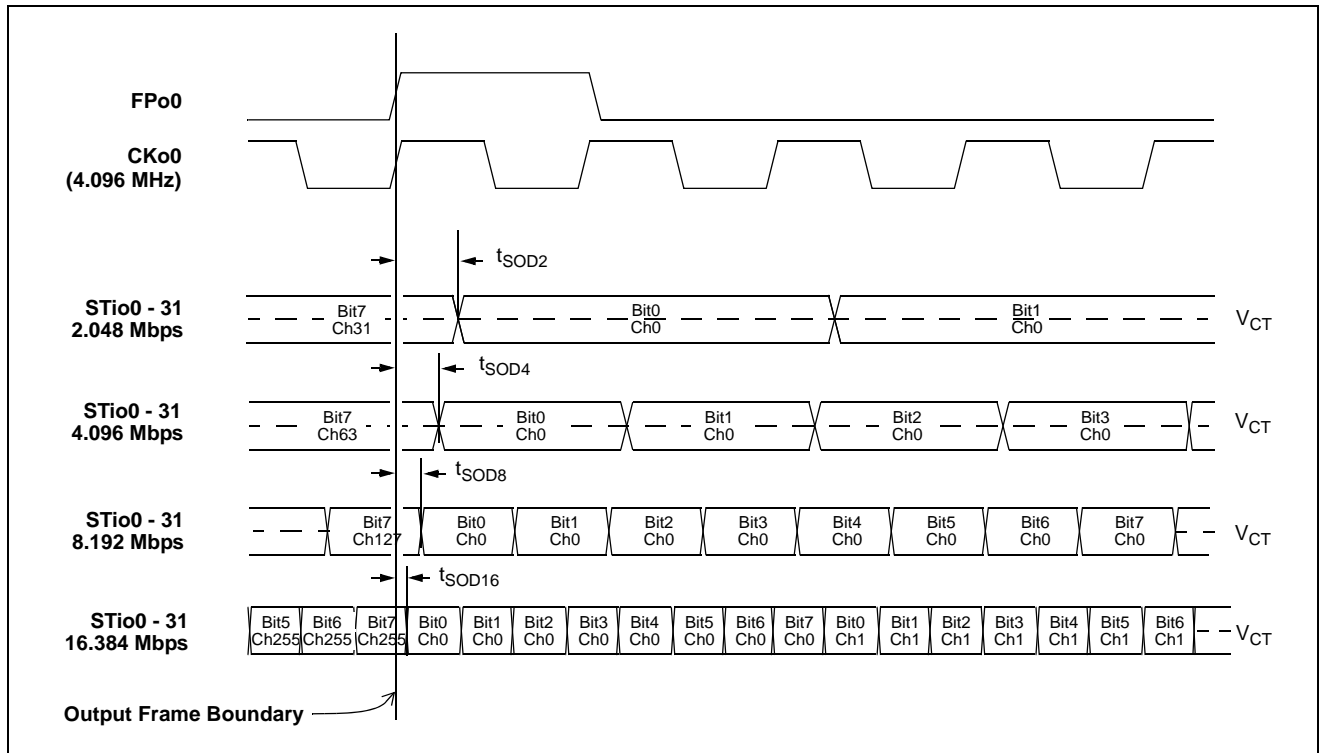 FPo0
CKo0
(4.096 MHz)
tSOD2
STio0 - 31
2.048 Mbps
Bit7
Ch31
Bit0
Ch0
Bit1
Ch0
VCT
tSOD4
STio0 - 31
4.096 Mbps
Bit7
Ch63
Bit0
Ch0
Bit1
Ch0
Bit2
Ch0
Bit3
Ch0
VCT
tSOD8
STio0 - 31
8.192 Mbps
Bit7
Ch127
Bit0
Ch0
Bit1
Ch0
Bit2
Ch0
Bit3
Ch0
Bit4
Ch0
Bit5
Ch0
Bit6
Ch0
Bit7
Ch0
VCT
tSOD16
STio0 - 31
16.384 Mbps
Bit5
Ch255
Bit6
Ch255
Bit7
Ch255
Bit0
Ch0
Bit1
Ch0
Bit2
Ch0
Bit3
Ch0
Bit4
Ch0
Bit5
Ch0
Bit6
Ch0
Bit7
Ch0
Bit0
Ch1
Bit1
Ch1
Bit2
Ch1
Bit3
Ch1
Bit4
Ch1
Bit5
Ch1
Bit6
Ch1
VCT
Output Frame Boundary